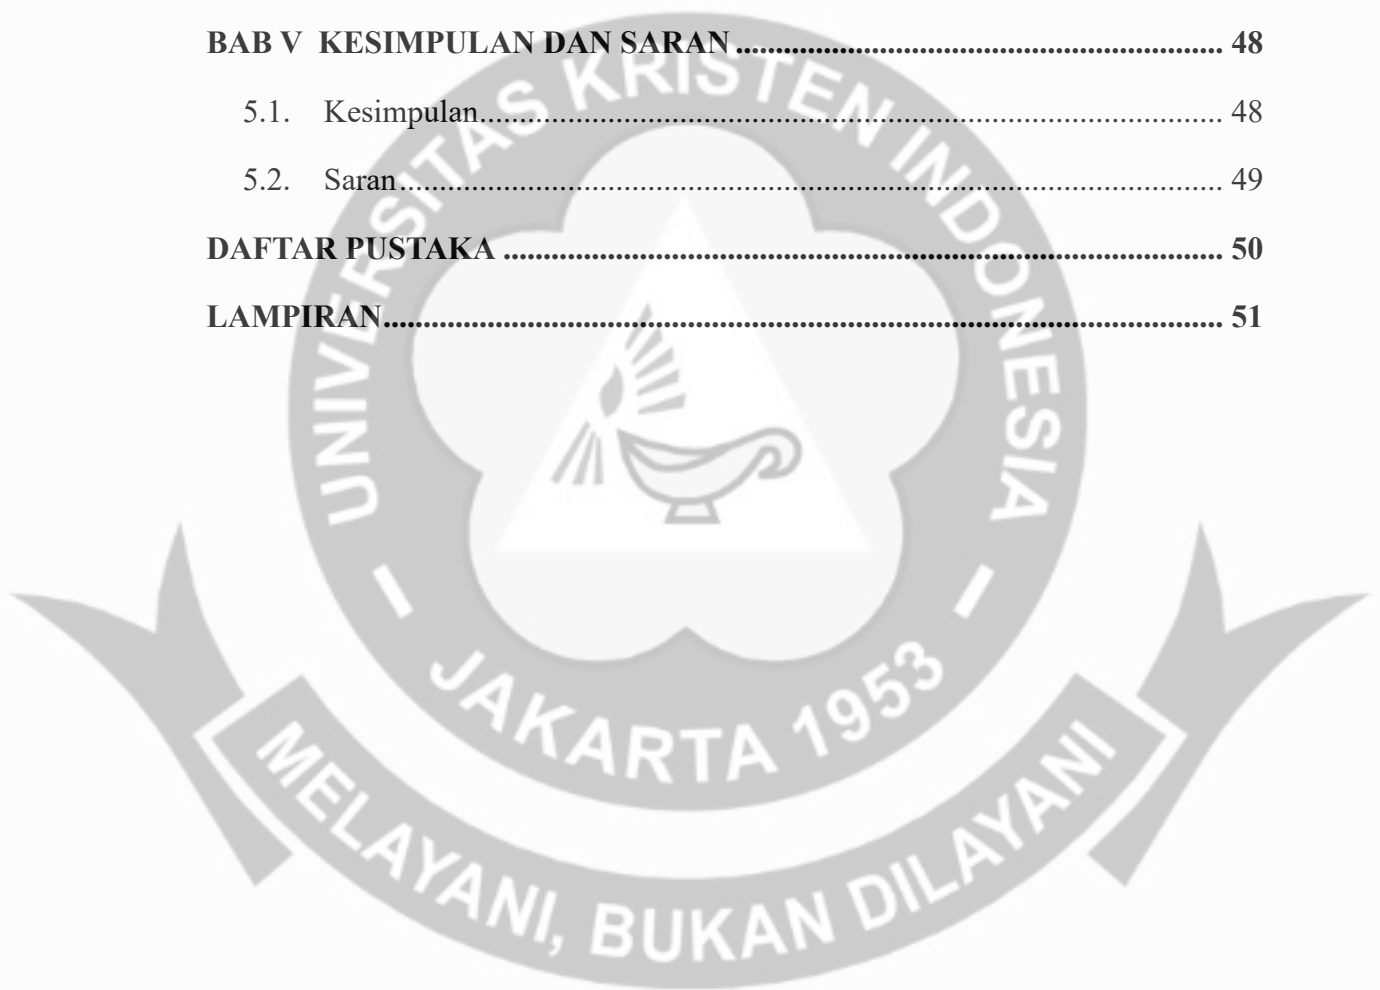 BAB V  KESIMPULAN DAN SARAN ........................................................ 48
5.1. Kesimpulan........................................................ 48
5.2. Saran........................................................ 49
DAFTAR PUSTAKA ........................................................ 50
LAMPIRAN........................................................ 51
UNIVERSITAS KRISTEN INDONESIA
JAKARTA 1953
MELAYANI, BUKAN DILAYANI